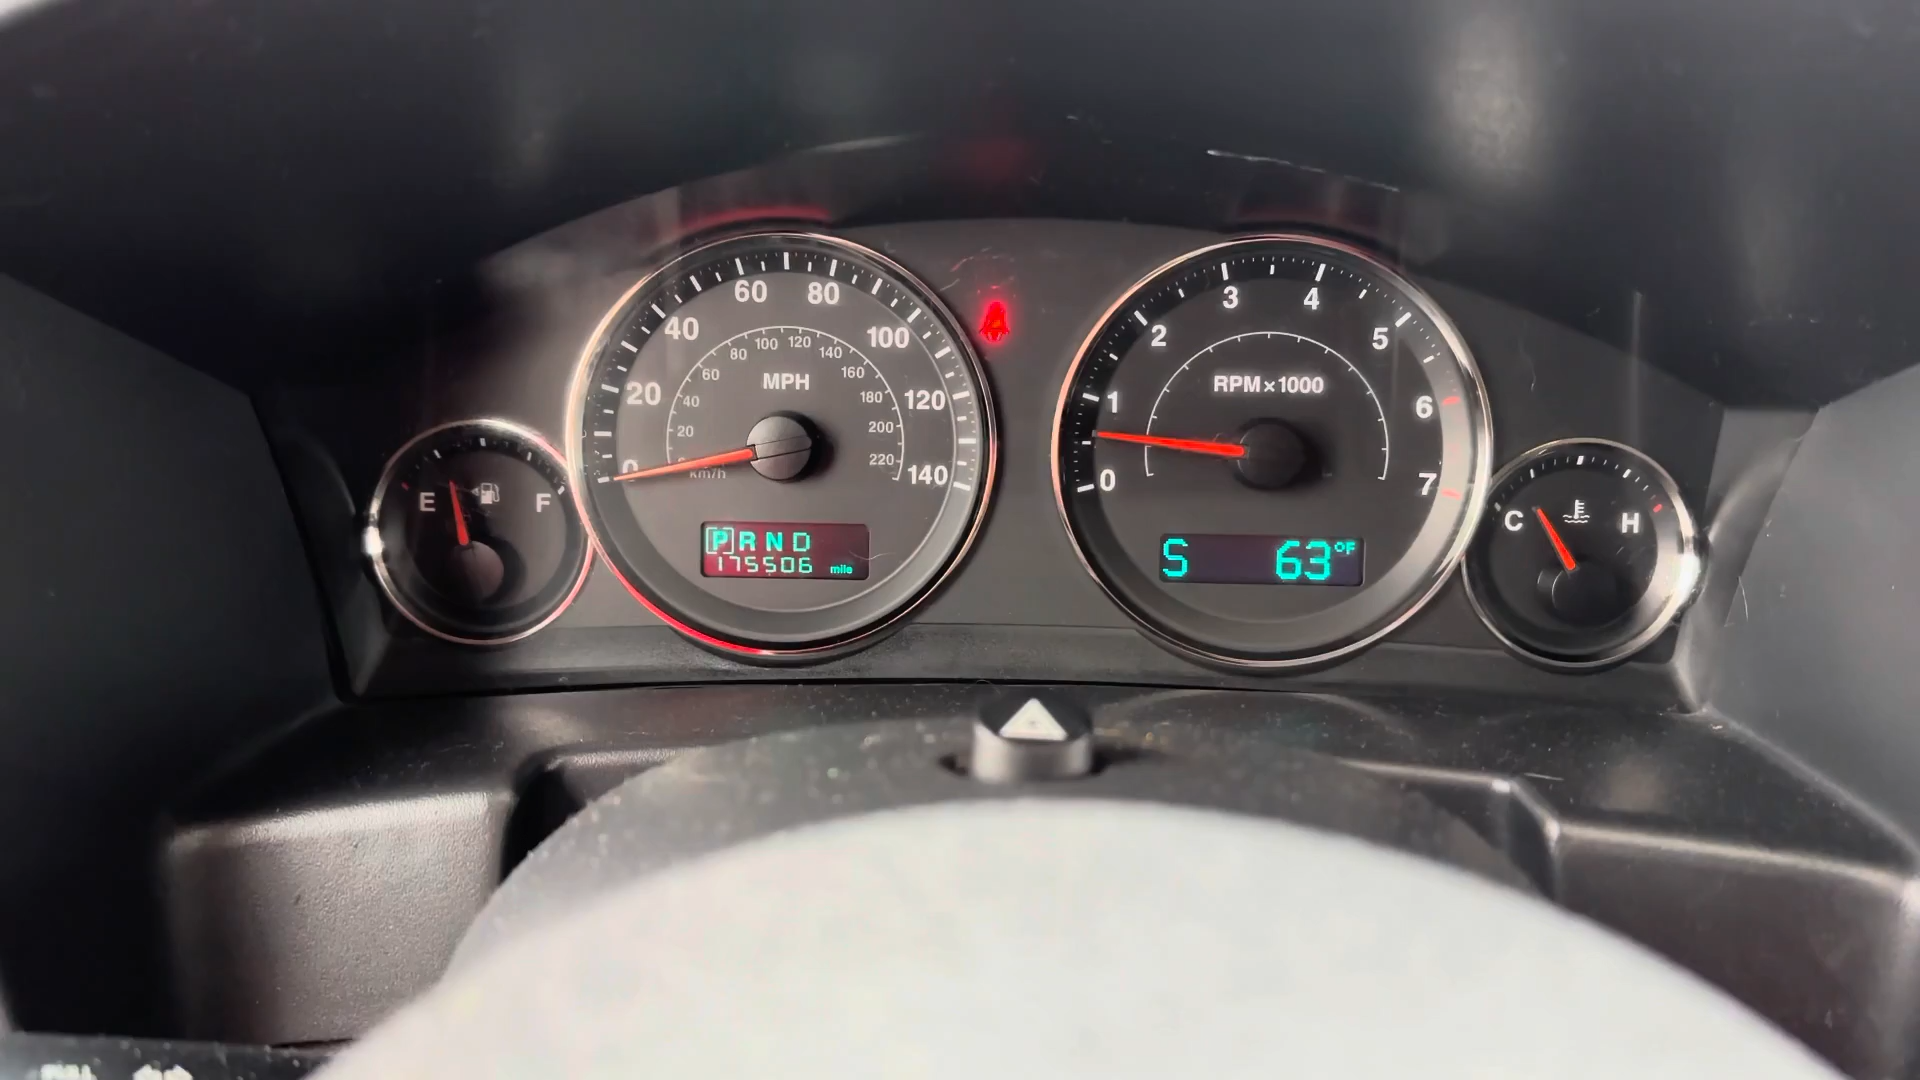 E F
0 20 40 60 80 100 120 140
MPH
20 40 60 80 100 120 140 160 180 200 220
km/h
P R N D
175506 mile
0 1 2 3 4 5 6 7
RPM×1000
S 63°F
C H